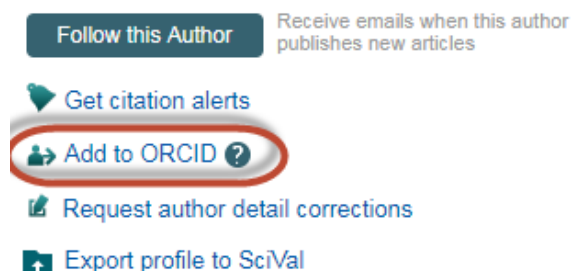 Follow this Author
Receive emails when this author
publishes new articles
Get citation alerts
Add to ORCID ?
Request author detail corrections
Export profile to SciVal